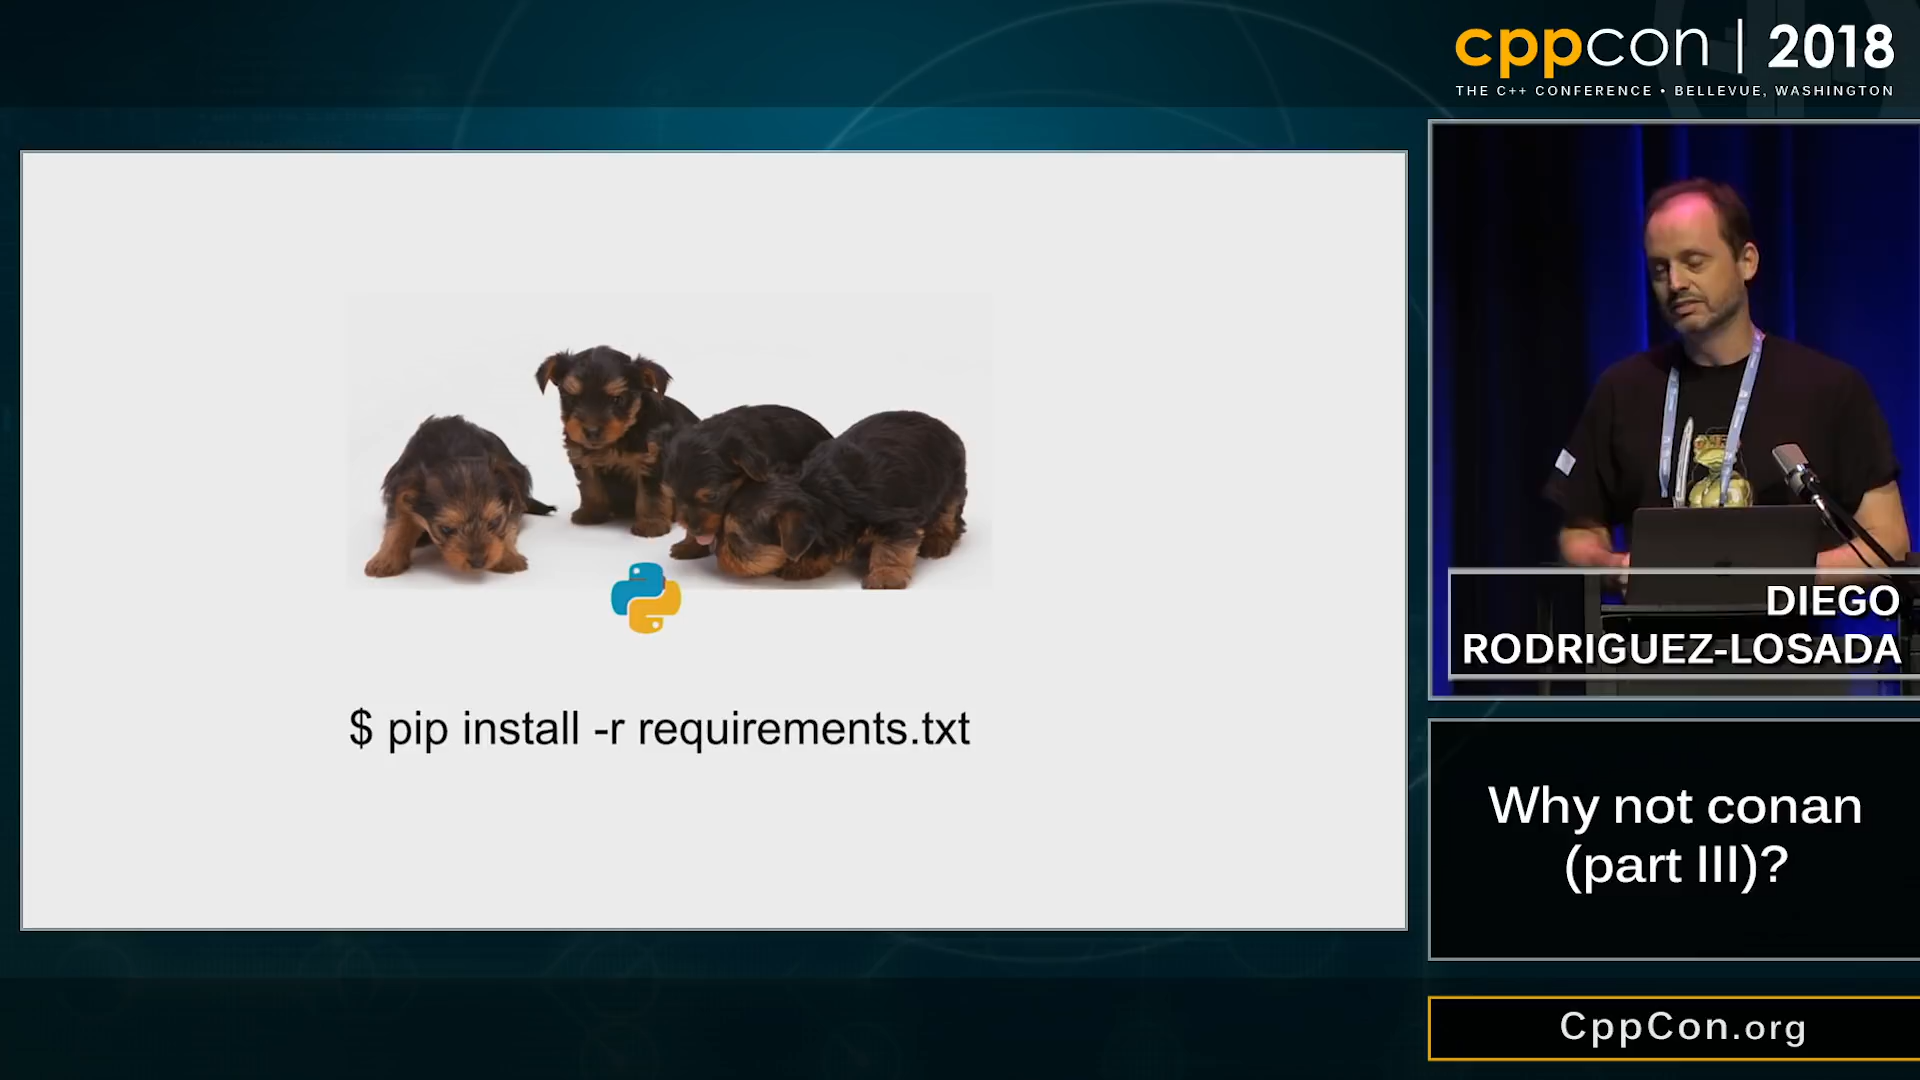 cppcon | 2018
THE C++ CONFERENCE • BELLEVUE, WASHINGTON
$ pip install -r requirements.txt
DIEGO
RODRIGUEZ-LOSADA
Why not conan
(part III)?
CppCon.org